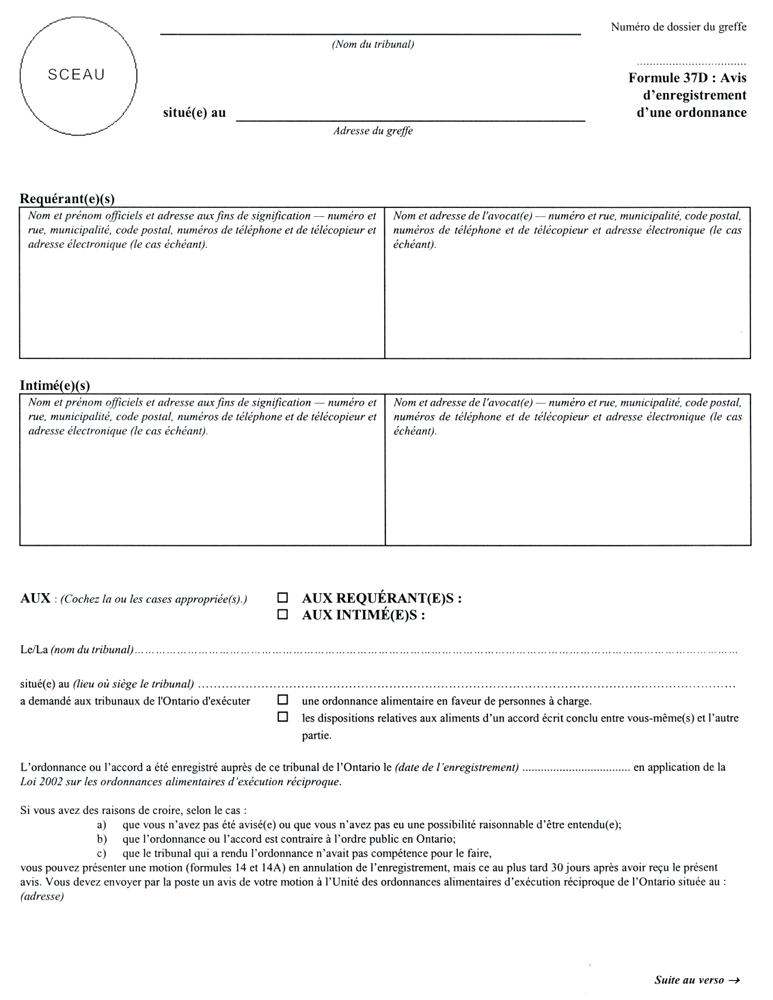 Numéro de dossier du greffe
(Nom du tribunal)
SCEAU
....................................
Formule 37D : Avis
d’enregistrement
situé(e) au
d’une ordonnance
Adresse du greffe
Requérant(e)(s)
Nom et prénom officiels et adresse aux fins de signification — numéro et
rue, municipalité, code postal, numéros de téléphone et de télécopieur et
adresse électronique (le cas échéant).
Nom et adresse de l'avocat(e) — numéro et rue, municipalité, code postal,
numéros de téléphone et de télécopieur et adresse électronique (le cas
échéant).
Intimé(e)(s)
Nom et prénom officiels et adresse aux fins de signification — numéro et
rue, municipalité, code postal, numéros de téléphone et de télécopieur et
adresse électronique (le cas échéant).
Nom et adresse de l'avocat(e) — numéro et rue, municipalité, code postal,
numéros de téléphone et de télécopieur et adresse électronique (le cas
échéant).
AUX : (Cochez la ou les cases appropriée(s).) ☐ AUX REQUÉRANT(E)S :
☐ AUX INTIMÉ(E)S :
Le/La (nom du tribunal)..............................................................................
situé(e) au (lieu où siège le tribunal) ..............................................................................
a demandé aux tribunaux de l'Ontario d'exécuter ☐ une ordonnance alimentaire en faveur de personnes à charge.
☐ les dispositions relatives aux aliments d’un accord écrit conclu entre vous-même(s) et l’autre
partie.
L’ordonnance ou l’accord a été enregistré auprès de ce tribunal de l’Ontario le (date de l’enregistrement) ................................... en application de la
Loi 2002 sur les ordonnances alimentaires d’exécution réciproque.
Si vous avez des raisons de croire, selon le cas :
a) que vous n’avez pas été avisé(e) ou que vous n’avez pas eu une possibilité raisonnable d’être entendu(e);
b) que l’ordonnance ou l’accord est contraire à l’ordre public en Ontario;
c) que le tribunal qui a rendu l’ordonnance n’avait pas compétence pour le faire,
vous pouvez présenter une motion (formules 14 et 14A) en annulation de l’enregistrement, mais ce au plus tard 30 jours après avoir reçu le présent
avis. Vous devez envoyer par la poste un avis de votre motion à l’Unité des ordonnances alimentaires d’exécution réciproque de l’Ontario située au :
(adresse)
Suite au verso →